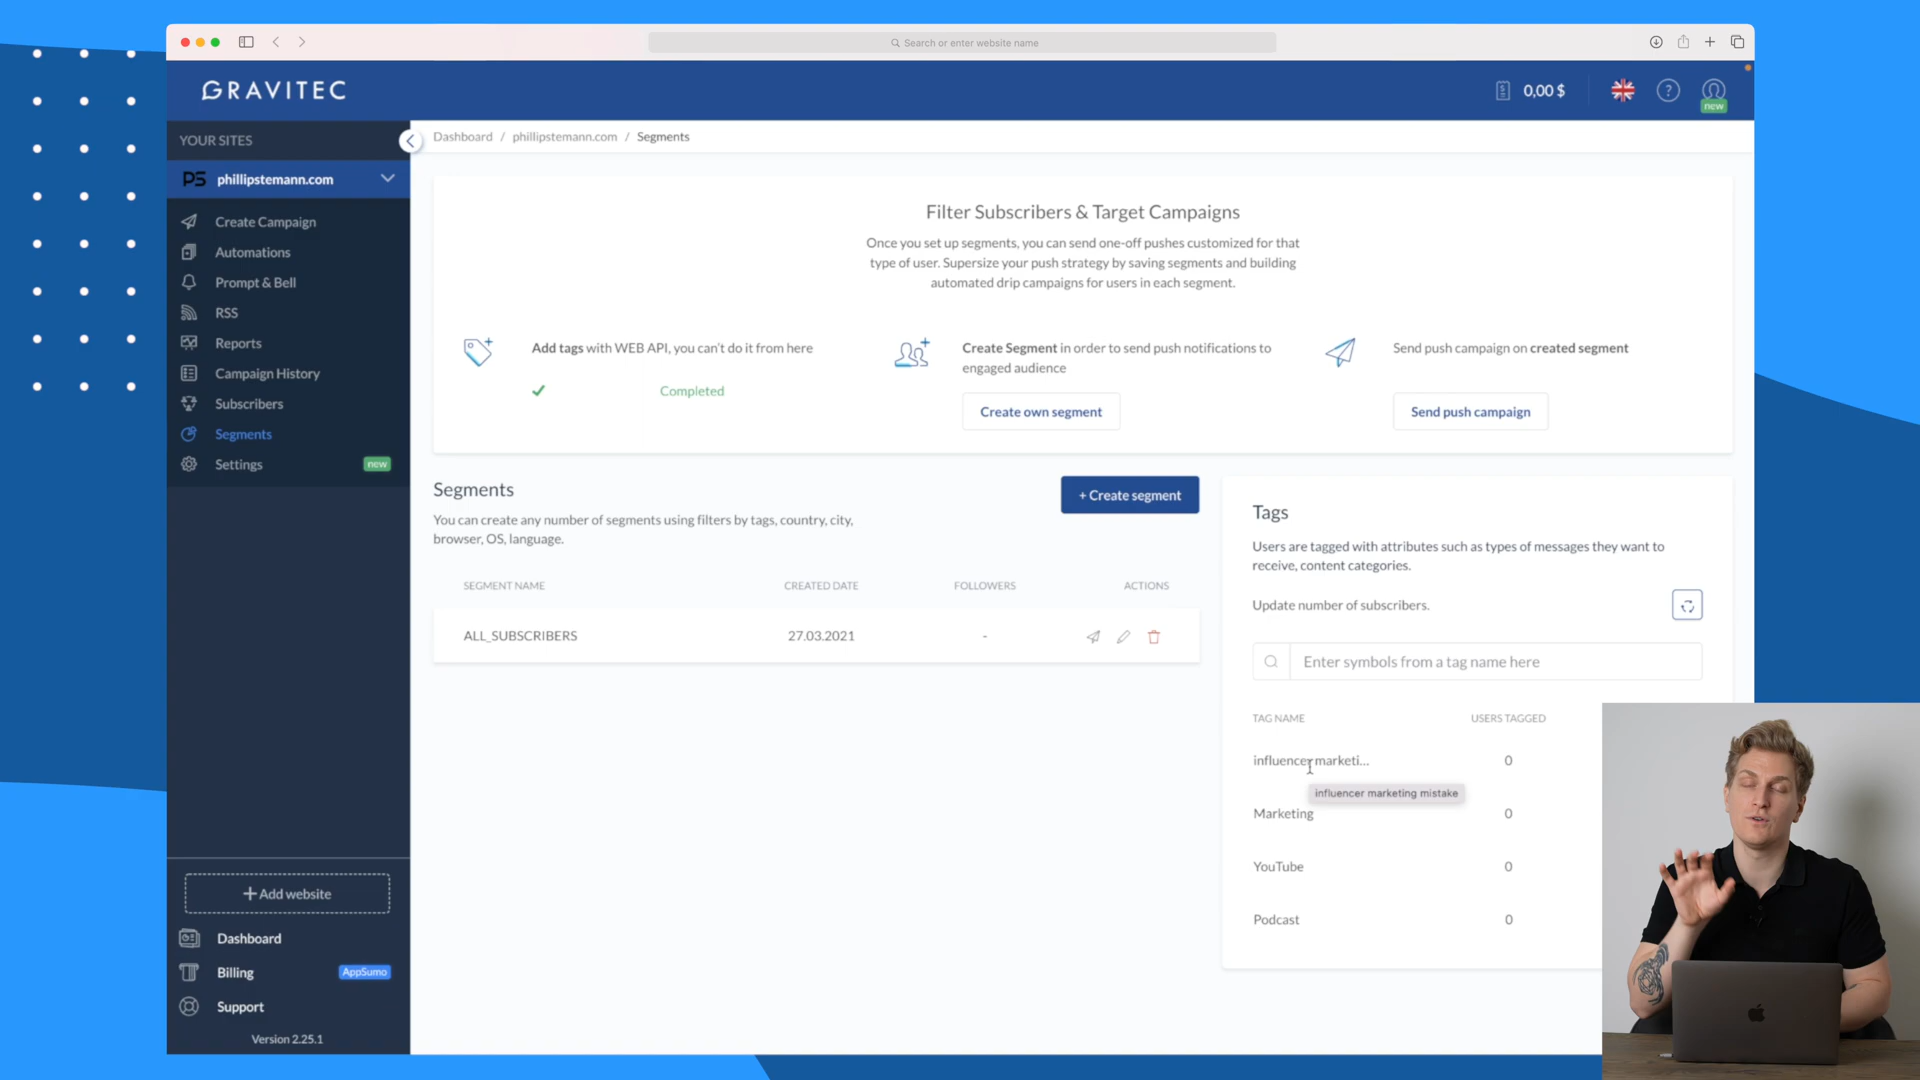 Search or enter website name
GRAVITEC
0,00 $
?
new
YOUR SITES
Dashboard / phillipstemann.com / Segments
PS phillipstemann.com
Create Campaign
Automations
Prompt & Bell
RSS
Reports
Campaign History
Subscribers
Segments
Settings new
Filter Subscribers & Target Campaigns
Once you set up segments, you can send one-off pushes customized for that
type of user. Supersize your push strategy by saving segments and building
automated drip campaigns for users in each segment.
Add tags with WEB API, you can't do it from here
Completed
Create Segment in order to send push notifications to
engaged audience
Create own segment
Send push campaign on created segment
Send push campaign
Segments
+ Create segment
You can create any number of segments using filters by tags, country, city,
browser, OS, language.
SEGMENT NAME CREATED DATE FOLLOWERS ACTIONS
ALL_SUBSCRIBERS 27.03.2021 -
Tags
Users are tagged with attributes such as types of messages they want to
receive, content categories.
Update number of subscribers.
Enter symbols from a tag name here
TAG NAME USERS TAGGED
influencer marketi... 0
influencer marketing mistake
Marketing 0
YouTube 0
Podcast 0
+ Add website
Dashboard
Billing AppSumo
Support
Version 2.25.1